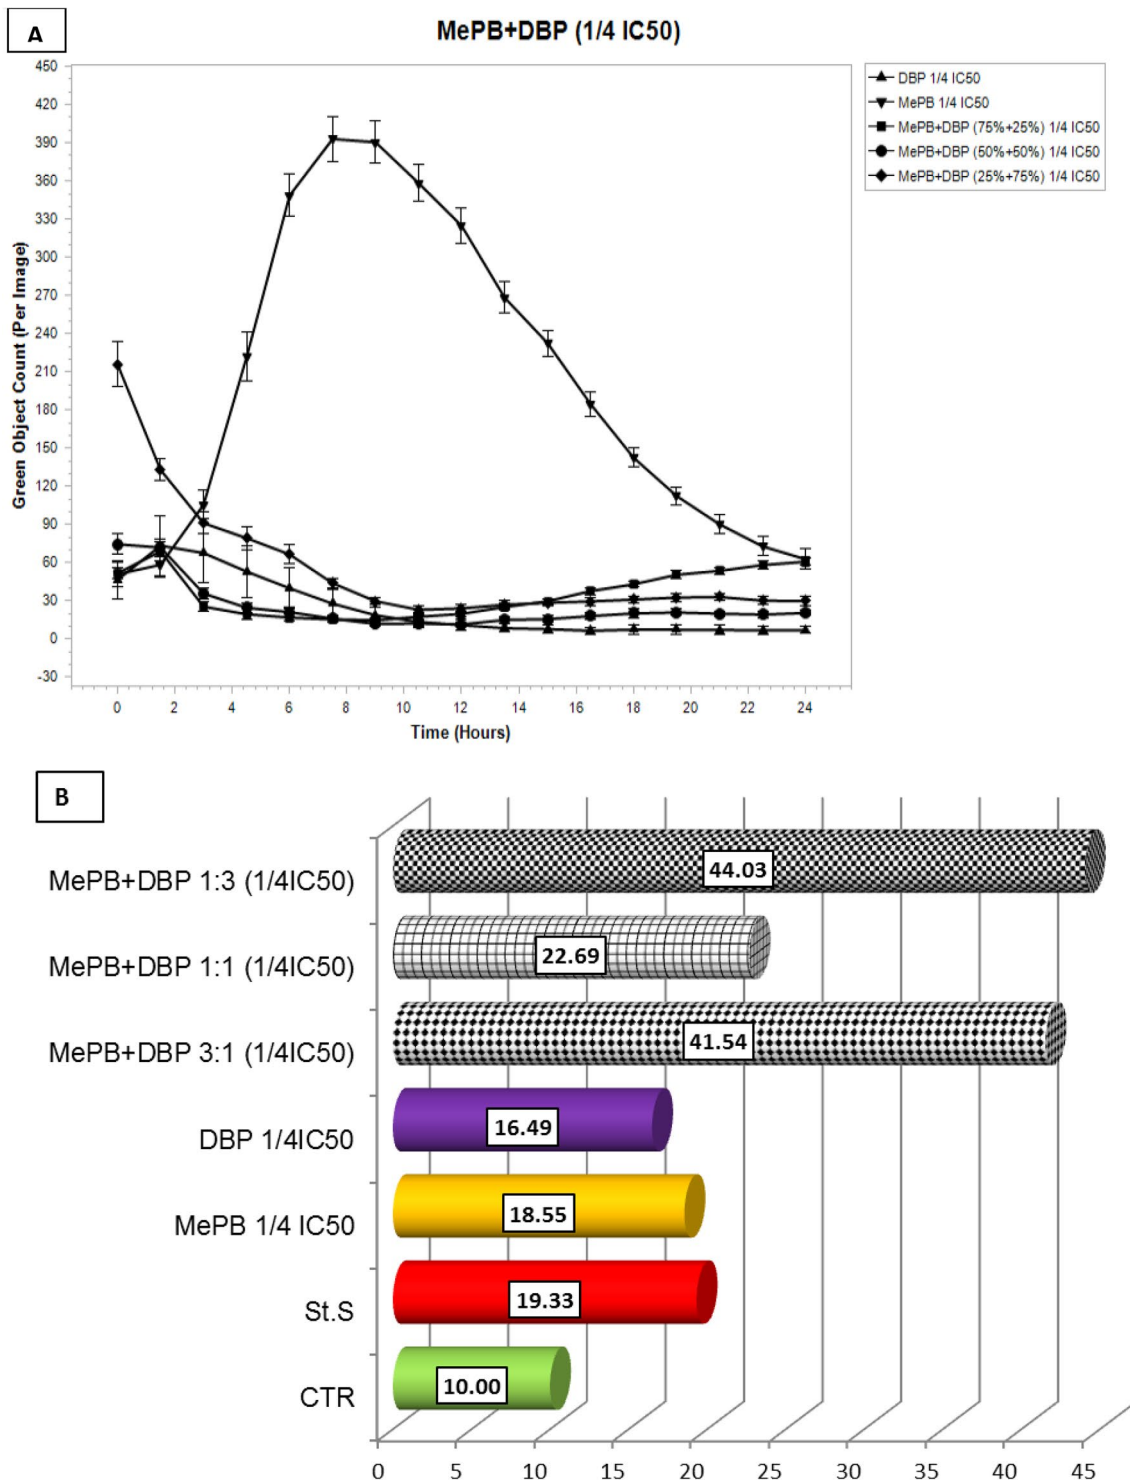 A
MePB+DBP (1/4 IC50)
450
420
390
360
330
300
270
240
210
180
150
120
90
60
30
0
-30
Green Object Count (Per Image)
0 2 4 6 8 10 12 14 16 18 20 22 24
Time (Hours)
DBP 1/4 IC50
MePB 1/4 IC50
MePB+DBP (75%+25%) 1/4 IC50
MePB+DBP (50%+50%) 1/4 IC50
MePB+DBP (25%+75%) 1/4 IC50
B
MePB+DBP 1:3 (1/4IC50) 44.03
MePB+DBP 1:1 (1/4IC50) 22.69
MePB+DBP 3:1 (1/4IC50) 41.54
DBP 1/4IC50 16.49
MePB 1/4 IC50 18.55
St.S 19.33
CTR 10.00
0 5 10 15 20 25 30 35 40 45